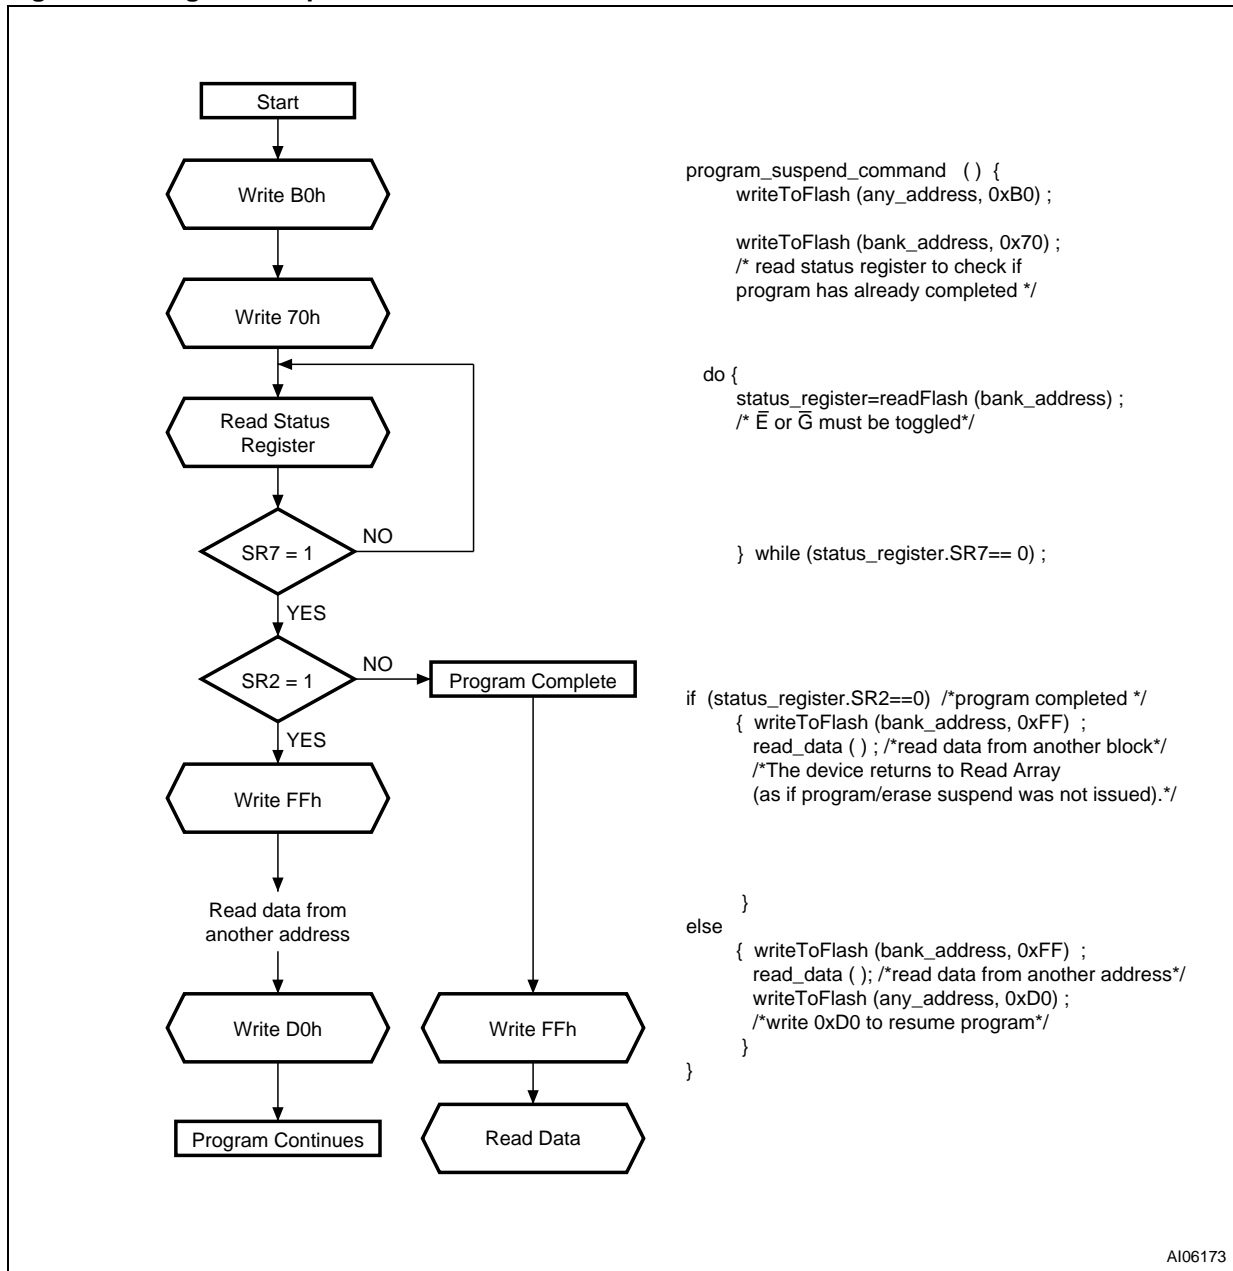 Start
Write B0h
Write 70h
Read Status
Register
NO
SR7 = 1
YES
NO
SR2 = 1
Program Complete
YES
Write FFh
Read data from
another address
Write D0h
Write FFh
Program Continues
Read Data
program_suspend_command ( ) {
writeToFlash (any_address, 0xB0) ;
writeToFlash (bank_address, 0x70) ;
/* read status register to check if
program has already completed */
do {
status_register=readFlash (bank_address) ;
/* E̅ or G̅ must be toggled*/
} while (status_register.SR7== 0) ;
if (status_register.SR2==0) /*program completed */
{ writeToFlash (bank_address, 0xFF) ;
read_data ( ) ; /*read data from another block*/
/*The device returns to Read Array
(as if program/erase suspend was not issued).*/
}
else
{ writeToFlash (bank_address, 0xFF) ;
read_data ( ); /*read data from another address*/
writeToFlash (any_address, 0xD0) ;
/*write 0xD0 to resume program*/
}
}
AI06173